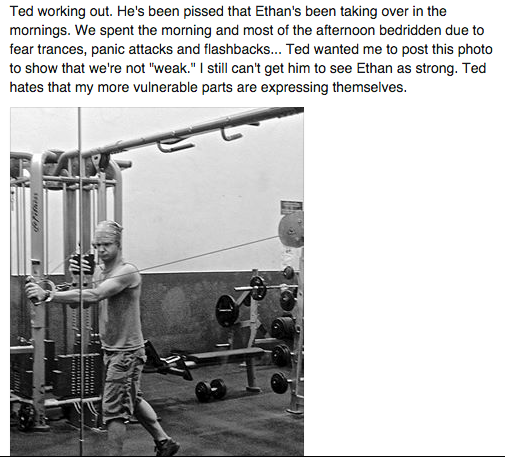 Ted working out. He's been pissed that Ethan's been taking over in the
mornings. We spent the morning and most of the afternoon bedridden due to
fear trances, panic attacks and flashbacks... Ted wanted me to post this photo
to show that we're not "weak." I still can't get him to see Ethan as strong. Ted
hates that my more vulnerable parts are expressing themselves.